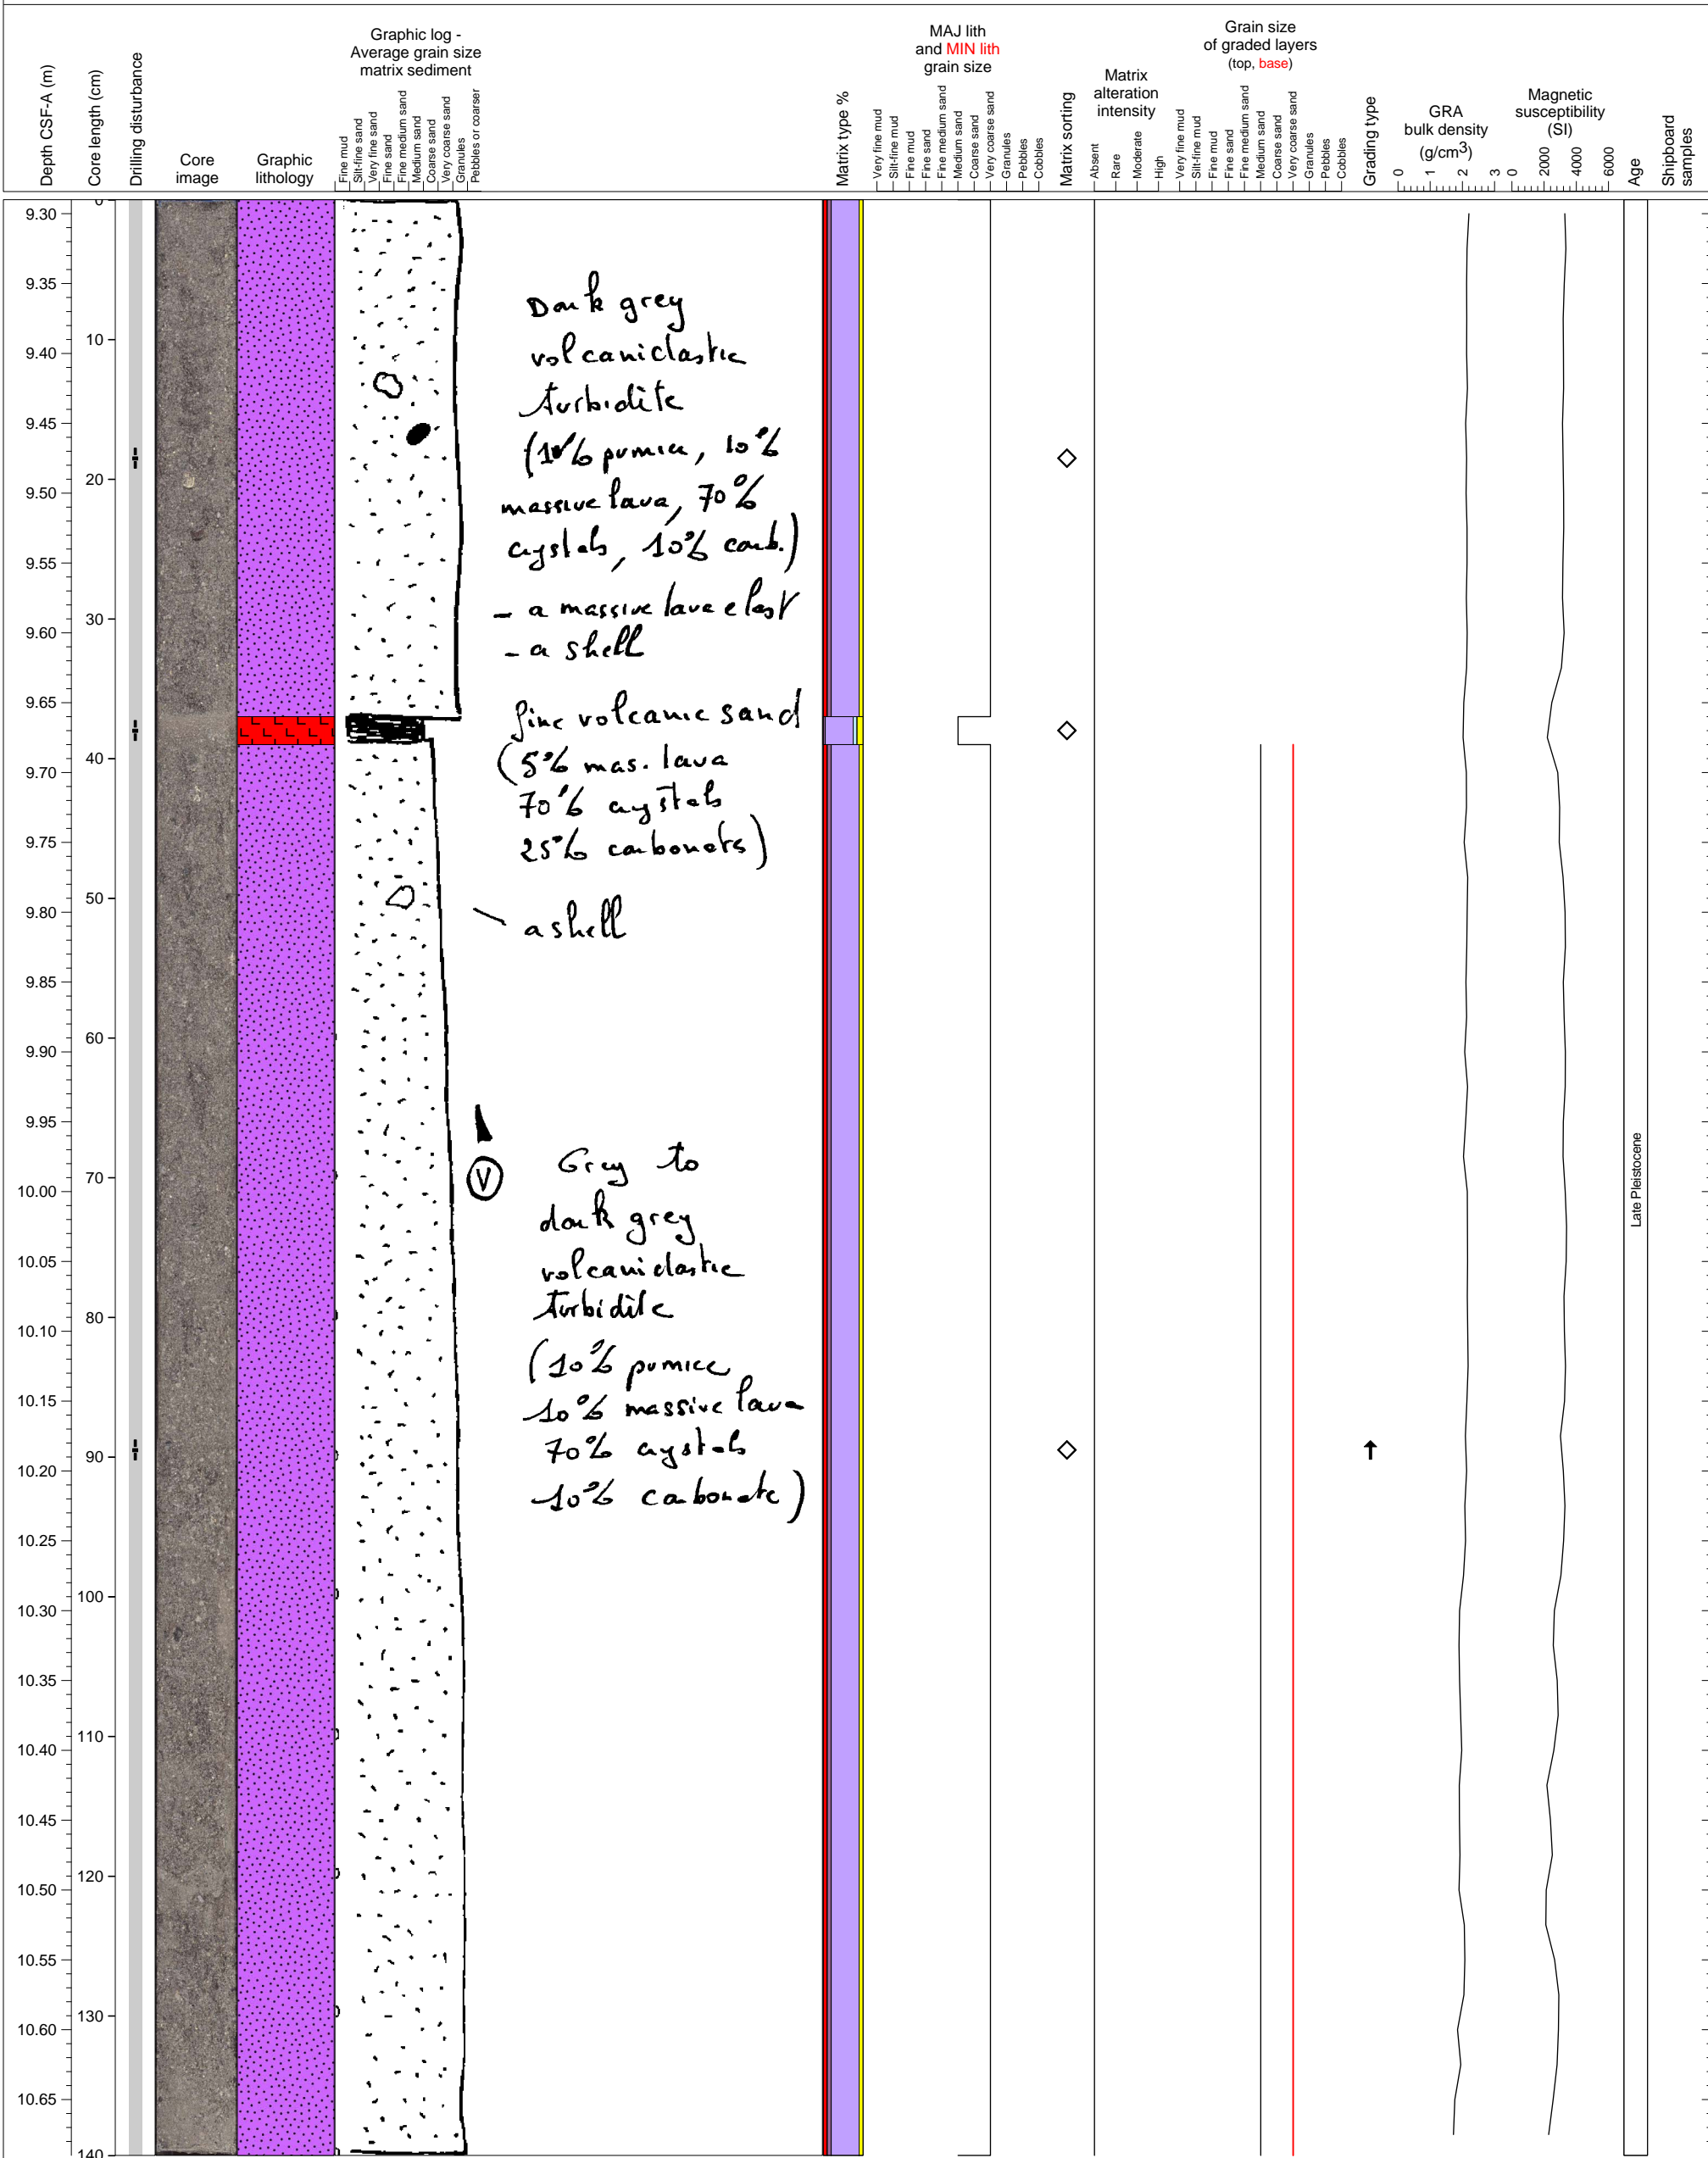 Depth CSF-A (m)
Core length (cm)
Drilling disturbance
Core
image
Graphic
lithology
Graphic log -
Average grain size
matrix sediment
Fine mud
Silt-fine sand
Very fine sand
Fine sand
Fine medium sand
Medium sand
Coarse sand
Very coarse sand
Granules
Pebbles or coarser
Matrix type %
MAJ lith
and MIN lith
grain size
Very fine mud
Silt-fine mud
Fine mud
Fine sand
Fine medium sand
Medium sand
Coarse sand
Very coarse sand
Granules
Pebbles
Cobbles
Matrix sorting
Matrix
alteration
intensity
Absent
Rare
Moderate
High
Grain size
of graded layers
(top, base)
Very fine mud
Silt-fine mud
Fine mud
Fine sand
Fine medium sand
Medium sand
Coarse sand
Very coarse sand
Granules
Pebbles
Cobbles
Grading type
GRA
bulk density
(g/cm3)
0 1 2 3
Magnetic
susceptibility
(SI)
0 2000 4000 6000
Age
Shipboard
samples
9.30
9.35
9.40
9.45
9.50
9.55
9.60
9.65
9.70
9.75
9.80
9.85
9.90
9.95
10.00
10.05
10.10
10.15
10.20
10.25
10.30
10.35
10.40
10.45
10.50
10.55
10.60
10.65
0
10
20
30
40
50
60
70
80
90
100
110
120
130
140
Dark grey
volcaniclastic
turbidite
(10% pumice, 10%
massive lava, 70%
crystals, 10% carb.)
- a massive lava clast
- a shell
fine volcanic sand
(5% mas. lava
70% crystals
25% carbonats)
a shell
V
Grey to
dark grey
volcaniclastic
turbidite
(10% pumice
10% massive lava
70% crystals
10% carbonate)
Late Pleistocene